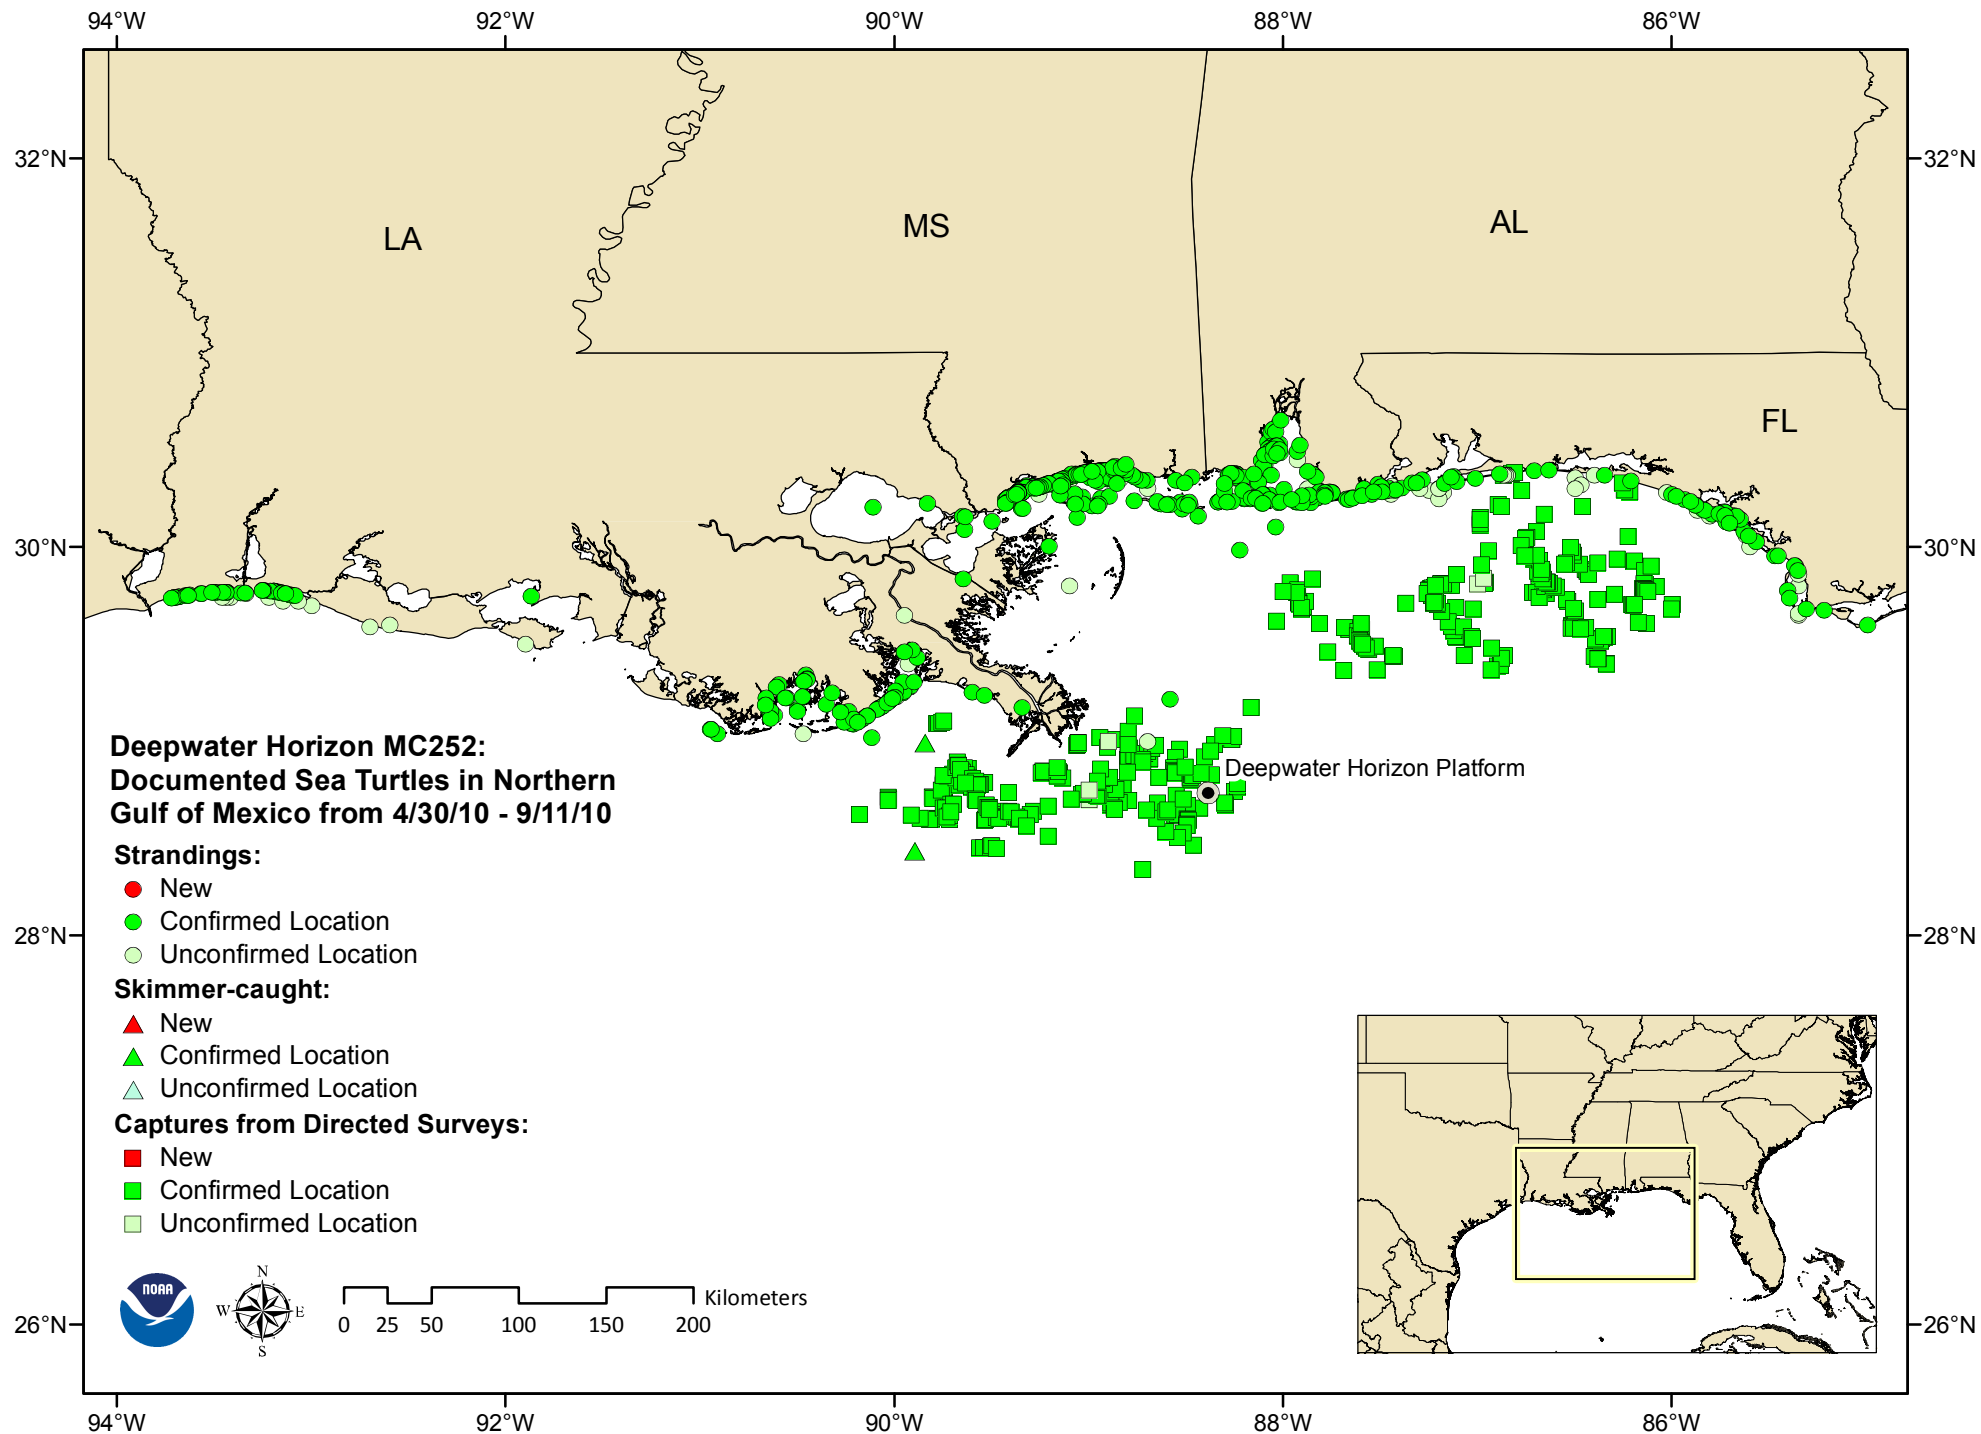 94°W 92°W 90°W 88°W 86°W
32°N 32°N
LA MS AL
FL
30°N 30°N
Deepwater Horizon Platform
Deepwater Horizon MC252:
Documented Sea Turtles in Northern
Gulf of Mexico from 4/30/10 - 9/11/10
Strandings:
New
Confirmed Location
Unconfirmed Location
28°N 28°N
Skimmer-caught:
New
Confirmed Location
Unconfirmed Location
Captures from Directed Surveys:
New
Confirmed Location
Unconfirmed Location
NOAA
N
W E
S
Kilometers
0 25 50 100 150 200
26°N 26°N
94°W 92°W 90°W 88°W 86°W